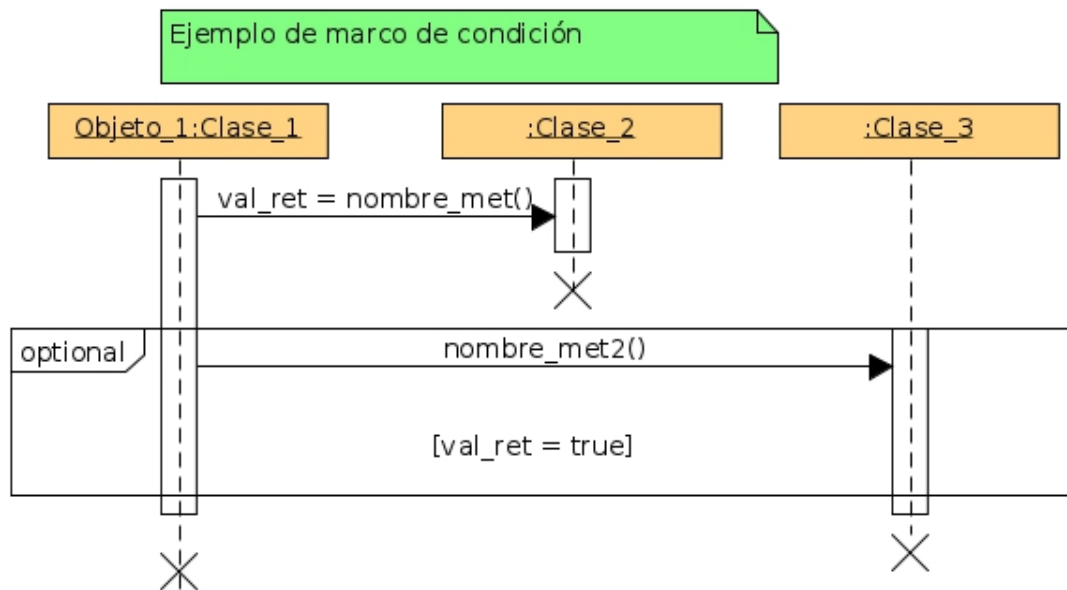 Ejemplo de marco de condición
Objeto_1:Clase_1
:Clase_2
:Clase_3
val_ret = nombre_met()
optional
nombre_met2()
[val_ret = true]